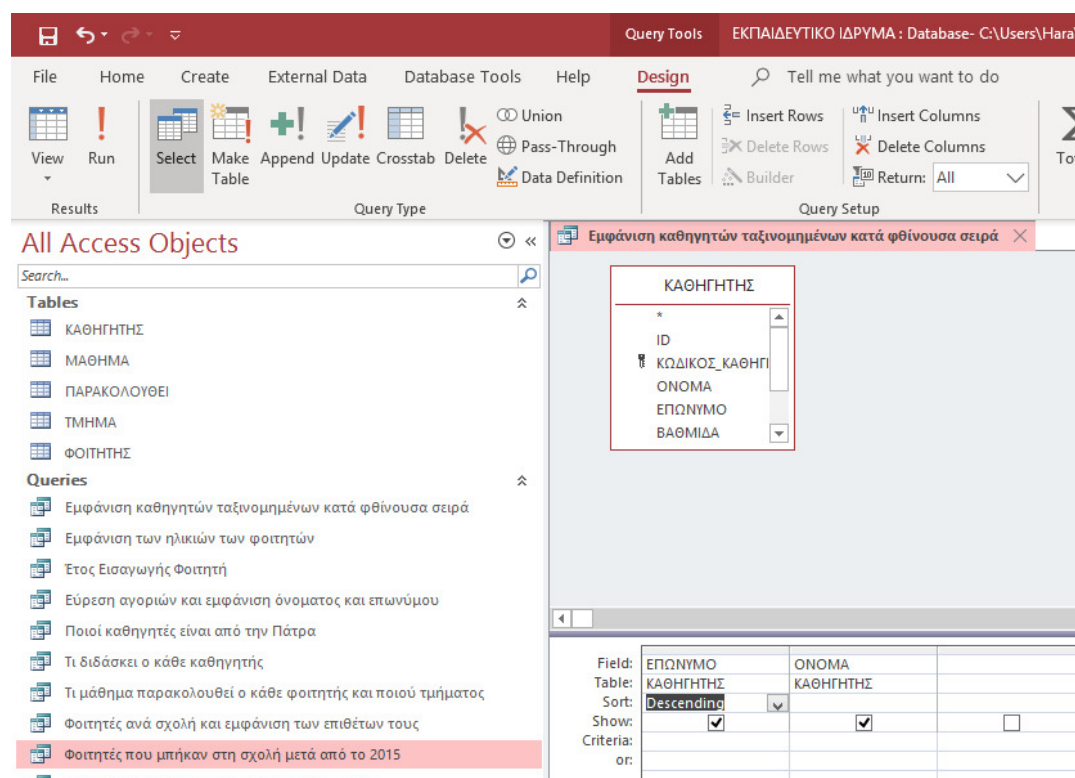 Query Tools
ΕΚΠΑΙΔΕΥΤΙΚΟ ΙΔΡΥΜΑ : Database- C:\Users\Hara
File Home Create External Data Database Tools Help Design Tell me what you want to do
View
Run
Select
Make Table
Append
Update
Crosstab
Delete
Union
Pass-Through
Data Definition
Add Tables
Insert Rows
Delete Rows
Builder
Insert Columns
Delete Columns
Return: All
Results
Query Type
Query Setup
All Access Objects
Search...
Tables
ΚΑΘΗΓΗΤΗΣ
ΜΑΘΗΜΑ
ΠΑΡΑΚΟΛΟΥΘΕΙ
ΤΜΗΜΑ
ΦΟΙΤΗΤΗΣ
Queries
Εμφάνιση καθηγητών ταξινομημένων κατά φθίνουσα σειρά
Εμφάνιση των ηλικιών των φοιτητών
Έτος Εισαγωγής Φοιτητή
Εύρεση αγοριών και εμφάνιση όνοματος και επωνύμου
Ποιοί καθηγητές είναι από την Πάτρα
Τι διδάσκει ο κάθε καθηγητής
Τι μάθημα παρακολουθεί ο κάθε φοιτητής και ποιού τμήματος
Φοιτητές ανά σχολή και εμφάνιση των επιθέτων τους
Φοιτητές που μπήκαν στη σχολή μετά από το 2015
Εμφάνιση καθηγητών ταξινομημένων κατά φθίνουσα σειρά
ΚΑΘΗΓΗΤΗΣ
*
ID
ΚΩΔΙΚΟΣ_ΚΑΘΗΓΙ
ΟΝΟΜΑ
ΕΠΩΝΥΜΟ
ΒΑΘΜΙΔΑ
Field: ΕΠΩΝΥΜΟ ΟΝΟΜΑ
Table: ΚΑΘΗΓΗΤΗΣ ΚΑΘΗΓΗΤΗΣ
Sort: Descending
Show:
Criteria:
or: